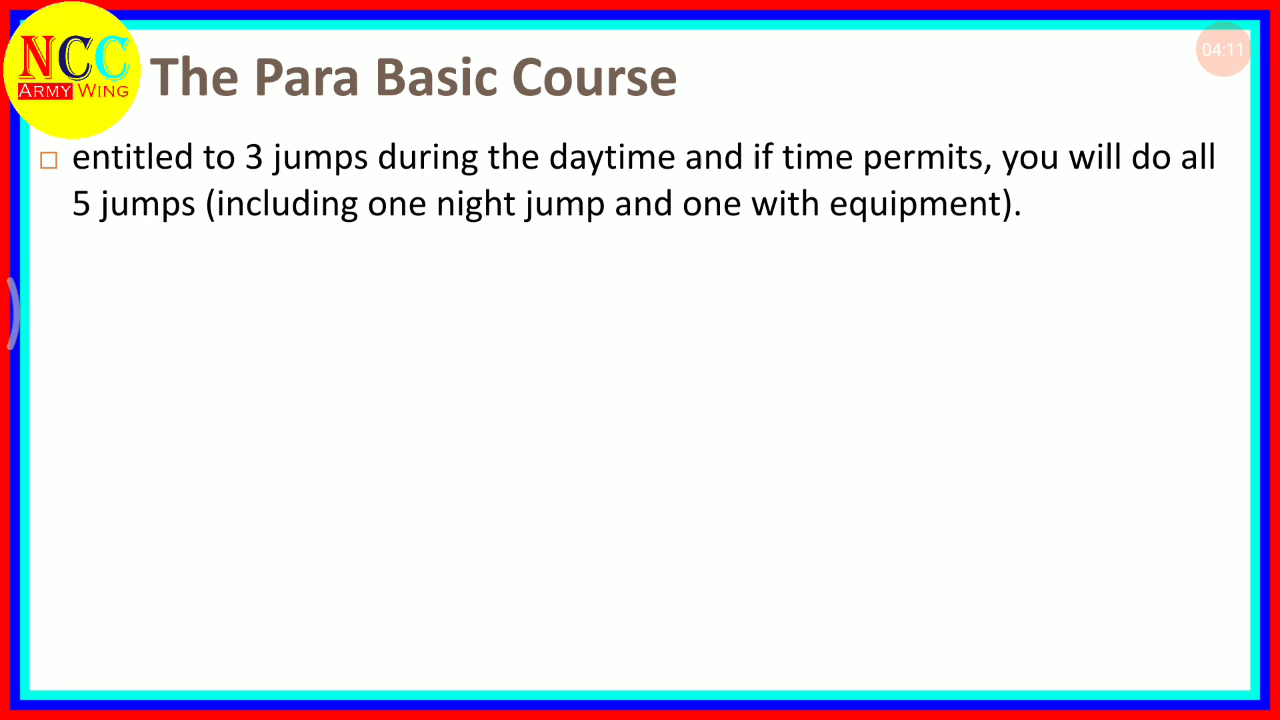 NCC
ARMY WING
The Para Basic Course
04:11
entitled to 3 jumps during the daytime and if time permits, you will do all
5 jumps (including one night jump and one with equipment).